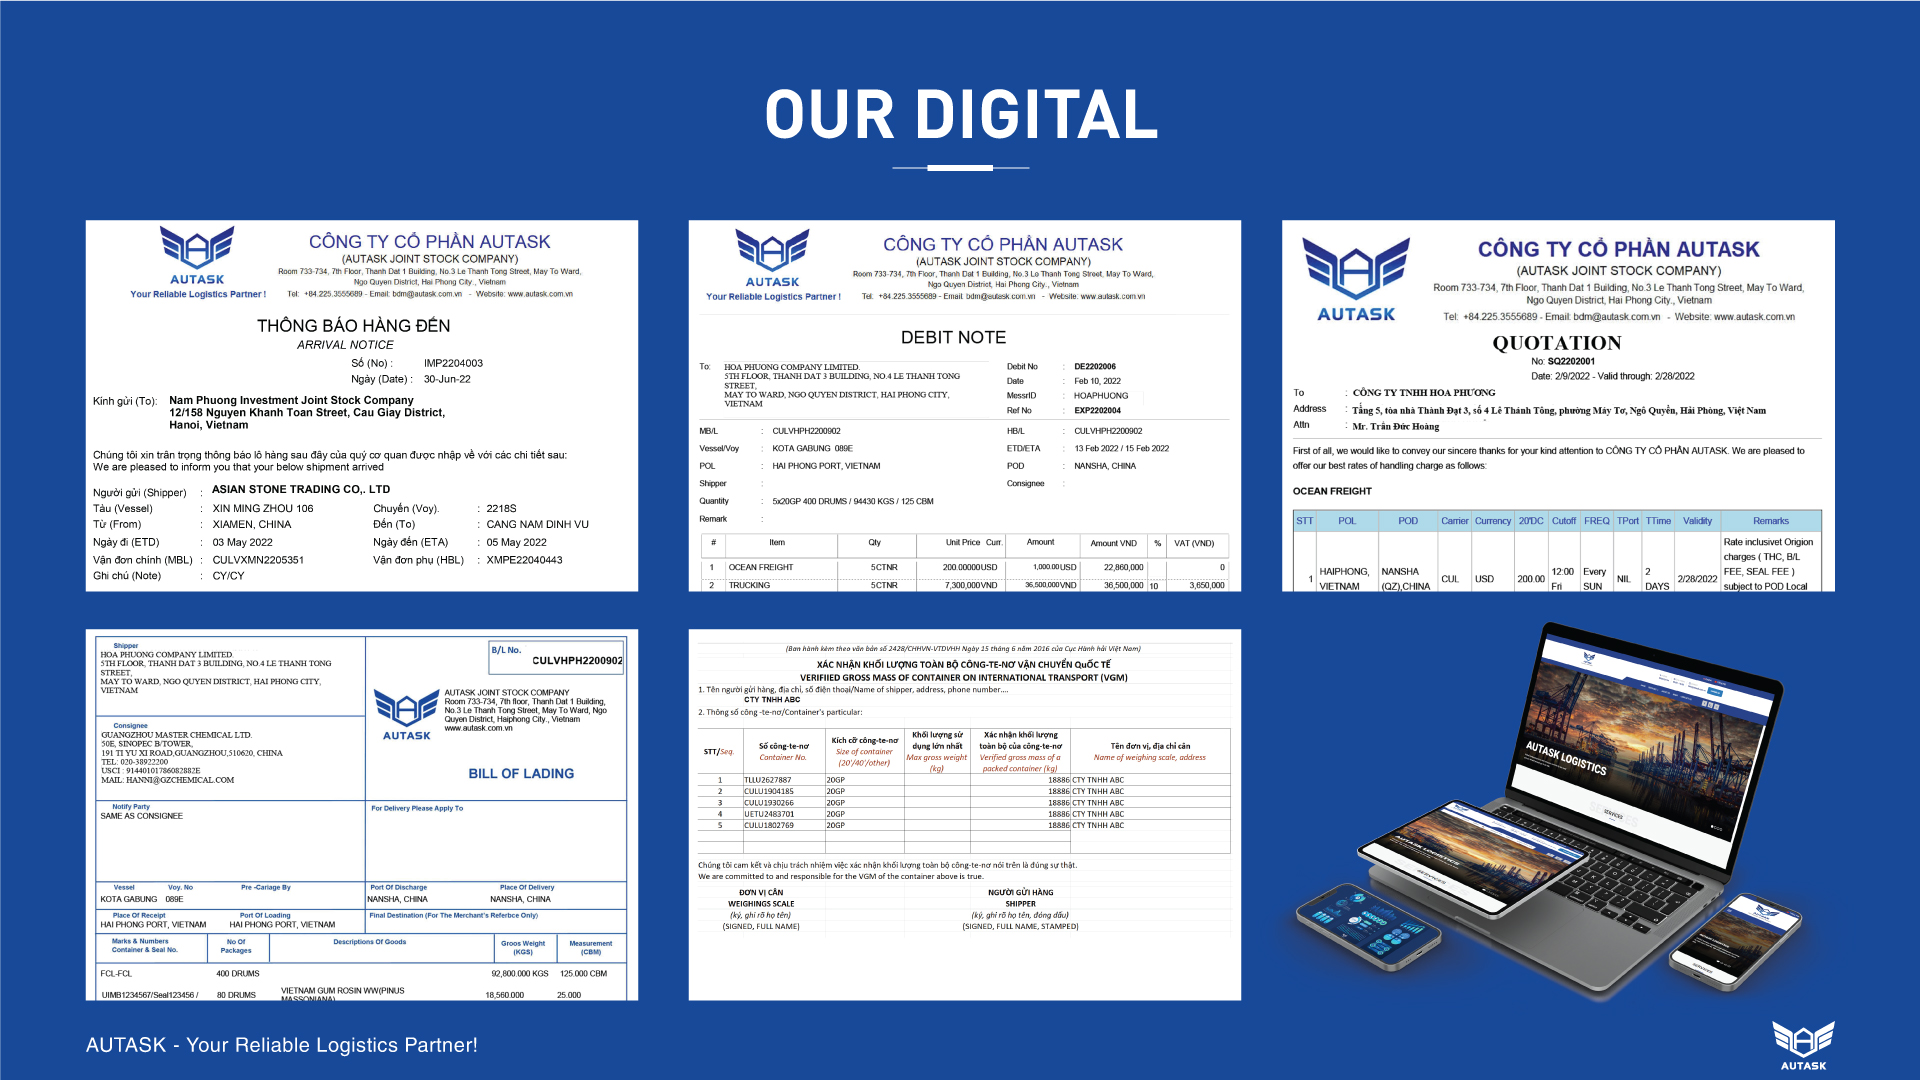 OUR DIGITAL
AUTASK
Your Reliable Logistics Partner !
CÔNG TY CỔ PHẦN AUTASK
(AUTASK JOINT STOCK COMPANY)
Room 733-734, 7th Floor, Thanh Dat 1 Building, No.3 Le Thanh Tong Street, May To Ward,
Ngo Quyen District, Hai Phong City., Vietnam
Tel: +84.225.3555689 - Email: bdm@autask.com.vn - Website: www.autask.com.vn
THÔNG BÁO HÀNG ĐẾN
ARRIVAL NOTICE
Số (No) : IMP2204003
Ngày (Date) : 30-Jun-22
Kính gửi (To): Nam Phuong Investment Joint Stock Company
12/158 Nguyen Khanh Toan Street, Cau Giay District,
Hanoi, Vietnam
Chúng tôi xin trân trọng thông báo lô hàng sau đây của quý cơ quan được nhập về với các chi tiết sau:
We are pleased to inform you that your below shipment arrived
Người gửi (Shipper) : ASIAN STONE TRADING CO,. LTD
Tàu (Vessel) : XIN MING ZHOU 106 Chuyến (Voy). : 2218S
Từ (From) : XIAMEN, CHINA Đến (To) : CANG NAM DINH VU
Ngày đi (ETD) : 03 May 2022 Ngày đến (ETA) : 05 May 2022
Vận đơn chính (MBL) : CULVXMN2205351 Vận đơn phụ (HBL) : XMPE22040443
Ghi chú (Note) : CY/CY
AUTASK
Your Reliable Logistics Partner !
CÔNG TY CỔ PHẦN AUTASK
(AUTASK JOINT STOCK COMPANY)
Room 733-734, 7th Floor, Thanh Dat 1 Building, No.3 Le Thanh Tong Street, May To Ward,
Ngo Quyen District, Hai Phong City., Vietnam
Tel: +84.225.3555689 - Email: bdm@autask.com.vn - Website: www.autask.com.vn
DEBIT NOTE
To: HOA PHUONG COMPANY LIMITED.
5TH FLOOR, THANH DAT 3 BUILDING, NO.4 LE THANH TONG
STREET,
MAY TO WARD, NGO QUYEN DISTRICT, HAI PHONG CITY,
VIETNAM
Debit No : DE2202006
Date : Feb 10, 2022
MessrID : HOAPHUONG
Ref No : EXP2202004
MB/L : CULVHPH2200902 HB/L : CULVHPH2200902
Vessel/Voy : KOTA GABUNG 089E ETD/ETA : 13 Feb 2022 / 15 Feb 2022
POL : HAI PHONG PORT, VIETNAM POD : NANSHA, CHINA
Shipper : Consignee :
Quantity : 5x20GP 400 DRUMS / 94430 KGS / 125 CBM
Remark :
# Item Qty Unit Price Curr. Amount Amount VND % VAT (VND)
1 OCEAN FREIGHT 5CTNR 200.00000USD 1,000.00USD 22,860,000 0
2 TRUCKING 5CTNR 7,300,000VND 36,500,000VND 36,500,000 10 3,650,000
AUTASK
CÔNG TY CỔ PHẦN AUTASK
(AUTASK JOINT STOCK COMPANY)
Room 733-734, 7th Floor, Thanh Dat 1 Building, No.3 Le Thanh Tong Street, May To Ward,
Ngo Quyen District, Hai Phong City., Vietnam
Tel: +84.225.3555689 - Email: bdm@autask.com.vn - Website: www.autask.com.vn
QUOTATION
No: SQ2202001
Date: 2/9/2022 - Valid through: 2/28/2022
To : CÔNG TY TNHH HOA PHƯƠNG
Address : Tầng 5, tòa nhà Thành Đạt 3, số 4 Lê Thánh Tông, phường Máy Tơ, Ngô Quyền, Hải Phòng, Việt Nam
Attn : Mr. Trần Đức Hoàng
First of all, we would like to convey our sincere thanks for your kind attention to CÔNG TY CỔ PHẦN AUTASK. We are pleased to
offer our best rates of handling charge as follows:
OCEAN FREIGHT
STT POL POD Carrier Currency 20'DC Cutoff FREQ TPort TTime Validity Remarks
1 HAIPHONG, VIETNAM NANSHA (QZ),CHINA CUL USD 200.00 12:00 Fri Every SUN NIL 2 DAYS 2/28/2022 Rate inclusivet Origion
charges ( THC, B/L
FEE, SEAL FEE )
subject to POD Local
Shipper
HOA PHUONG COMPANY LIMITED.
5TH FLOOR, THANH DAT 3 BUILDING, NO.4 LE THANH TONG
STREET,
MAY TO WARD, NGO QUYEN DISTRICT, HAI PHONG CITY,
VIETNAM
B/L No. CULVHPH2200902
AUTASK
AUTASK JOINT STOCK COMPANY
Room 733-734, 7th Floor, Thanh Dat 1 Building,
No.3 Le Thanh Tong Street, May To Ward, Ngo
Quyen District, Haiphong City., Vietnam
www.autask.com.vn
BILL OF LADING
Consignee
GUANGZHOU MASTER CHEMICAL LTD.
50E, SINOPEC B/TOWER,
191 TI YU XI ROAD,GUANGZHOU,510620, CHINA
TEL: 020-38922200
USCI : 91440101786082882E
MAIL: HANNI@GZCHEMICAL.COM
Notify Party
SAME AS CONSIGNEE
For Delivery Please Apply To
Vessel Voy. No Pre -Cariage By Port Of Discharge Place Of Delivery
KOTA GABUNG 089E NANSHA, CHINA NANSHA, CHINA
Place Of Receipt Port Of Loading Final Destination (For The Merchant's Referbce Only)
HAI PHONG PORT, VIETNAM HAI PHONG PORT, VIETNAM
Marks & Numbers
Container & Seal No.
No Of
Packages
Descriptions Of Goods
Groos Weight
(KGS)
Measurement
(CBM)
FCL-FCL 400 DRUMS 92,800.000 KGS 125.000 CBM
UIMB1234567/Seal123456 / 80 DRUMS VIETNAM GUM ROSIN WW(PINUS 18,560.000 25.000
MASSONIANA)
(Ban hành kèm theo văn bản số 2428/CHHVN-VTDVHH Ngày 15 tháng 6 năm 2016 của Cục Hành hải Việt Nam)
XÁC NHẬN KHỐI LƯỢNG TOÀN BỘ CÔNG-TE-NƠ VẬN CHUYỂN QUỐC TẾ
VERIFIIED GROSS MASS OF CONTAINER ON INTERNATIONAL TRANSPORT (VGM)
1. Tên người gửi hàng, địa chỉ, số điện thoại/Name of shipper, address, phone number....
CTY TNHH ABC
2. Thông số công -te-nơ/Container's particular:
STT/Seq.
Số công-te-nơ
Container No.
Kích cỡ công-te-nơ
Size of container
(20'/40'/other)
Khối lượng sử
dụng lớn nhất
Max gross weight
(kg)
Xác nhận khối lượng
toàn bộ của công-te-nơ
Verified gross mass of a
packed container (kg)
Tên đơn vị, địa chỉ cân
Name of weighing scale, address
1 TLLU2627887 20GP 18886 CTY TNHH ABC
2 CULU1904185 20GP 18886 CTY TNHH ABC
3 CULU1930266 20GP 18886 CTY TNHH ABC
4 UETU2483701 20GP 18886 CTY TNHH ABC
5 CULU1802769 20GP 18886 CTY TNHH ABC
Chúng tôi cam kết và chịu trách nhiệm việc xác nhận khối lượng toàn bộ công-te-nơ nói trên là đúng sự thật.
We are committed to and responsible for the VGM of the container above is true.
ĐƠN VỊ CÂN
WEIGHINGS SCALE
(ký, ghi rõ họ tên)
(SIGNED, FULL NAME)
NGƯỜI GỬI HÀNG
SHIPPER
(ký, ghi rõ họ tên, đóng dấu)
(SIGNED, FULL NAME, STAMPED)
AUTASK LOGISTICS
SERVICES
AUTASK LOGISTICS
SERVICES
AUTASK - Your Reliable Logistics Partner!
AUTASK